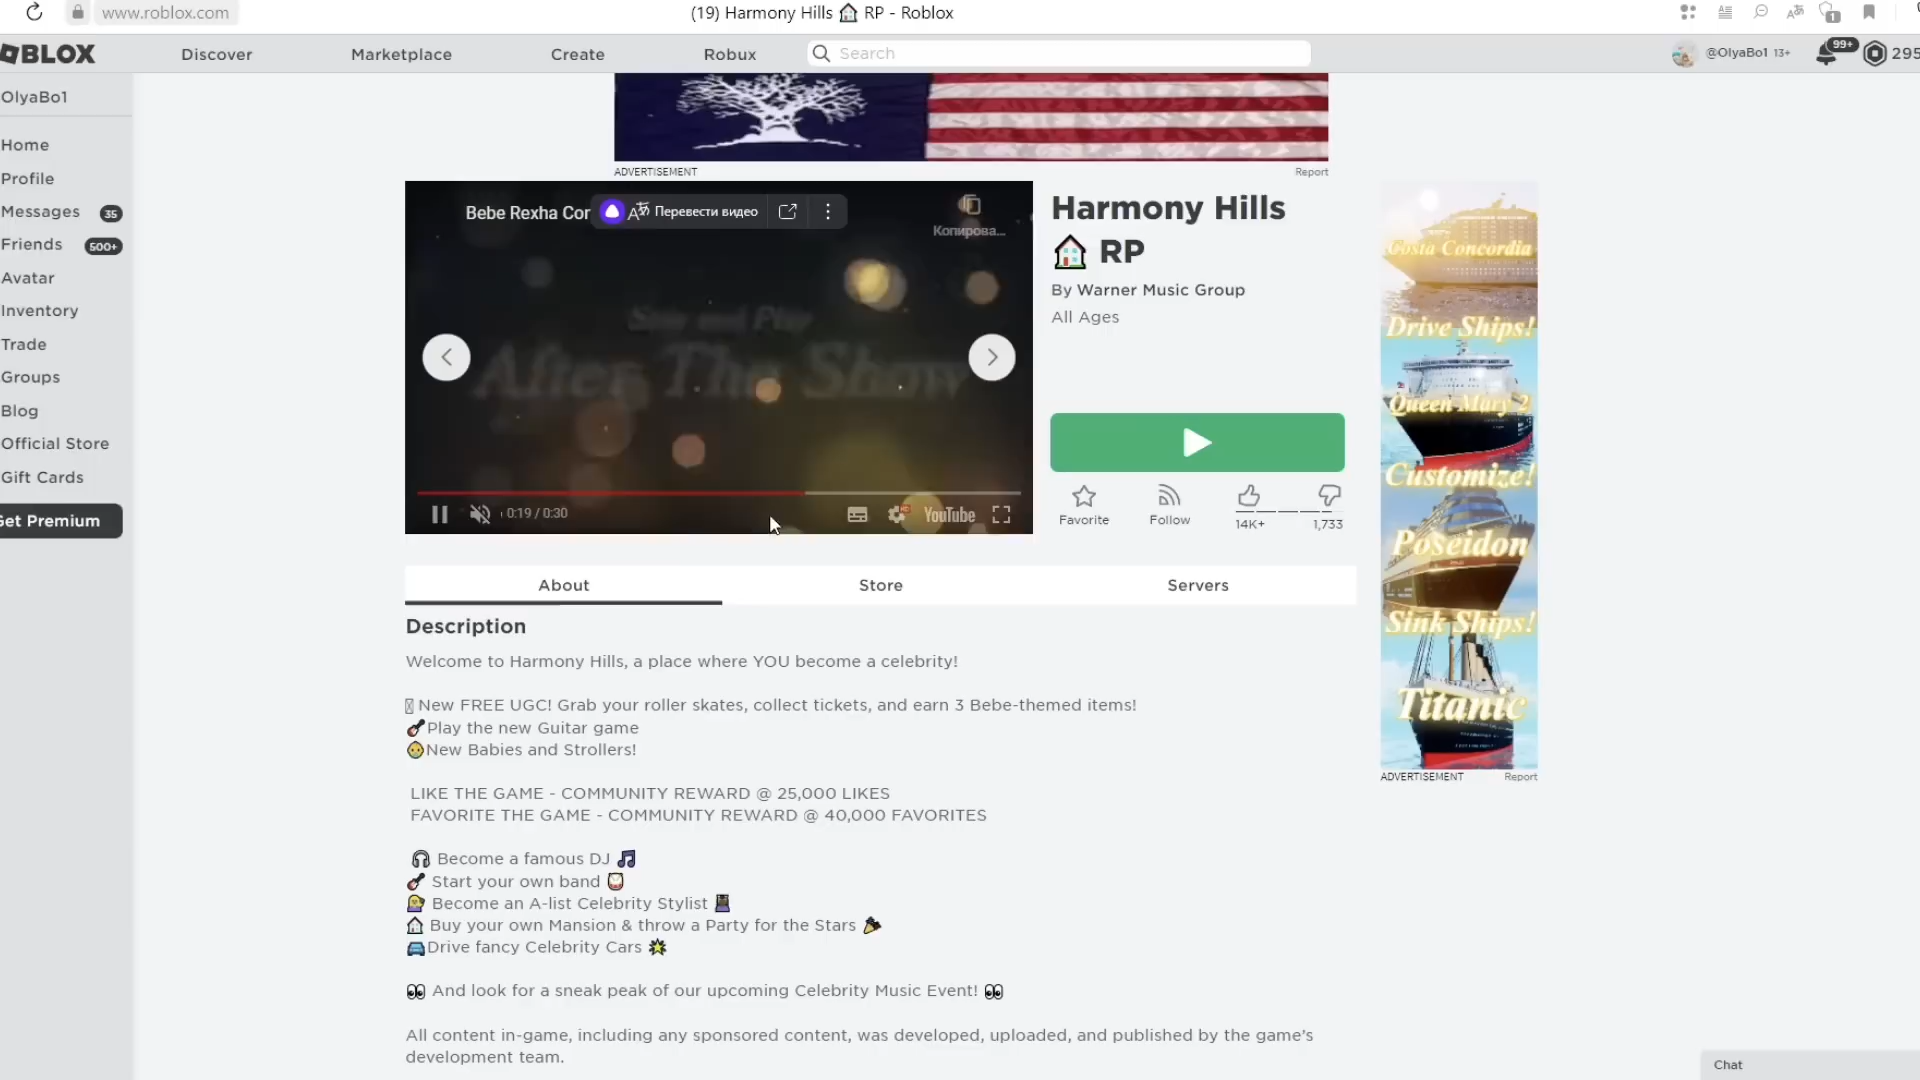 www.roblox.com
(19) Harmony Hills 🏠 RP - Roblox
1
BLOX
Discover
Marketplace
Create
Robux
Search
@OlyaBo1 13+
99+
295
OlyaBo1
Home
Profile
Messages 35
Friends 500+
Avatar
Inventory
Trade
Groups
Blog
Official Store
Gift Cards
Get Premium
ADVERTISEMENT
Report
Bebe Rexha Cor
Перевести видео
Копирова...
After The Show
0:19 / 0:30
YouTube
Harmony Hills
🏠 RP
By Warner Music Group
All Ages
Favorite
Follow
14K+
1,733
Costa Concordia
Drive Ships!
Queen Mary 2
Customize!
Poseidon
Sink Ships!
Titanic
ADVERTISEMENT
Report
About
Store
Servers
Description
Welcome to Harmony Hills, a place where YOU become a celebrity!
New FREE UGC! Grab your roller skates, collect tickets, and earn 3 Bebe-themed items!
🎸Play the new Guitar game
👶New Babies and Strollers!
LIKE THE GAME - COMMUNITY REWARD @ 25,000 LIKES
FAVORITE THE GAME - COMMUNITY REWARD @ 40,000 FAVORITES
🎧 Become a famous DJ 🎵
🎸 Start your own band 🥁
💇 Become an A-list Celebrity Stylist 💺
🏠 Buy your own Mansion & throw a Party for the Stars 🎉
🚘Drive fancy Celebrity Cars 🌟
👀 And look for a sneak peak of our upcoming Celebrity Music Event! 👀
All content in-game, including any sponsored content, was developed, uploaded, and published by the game's
development team.
Chat